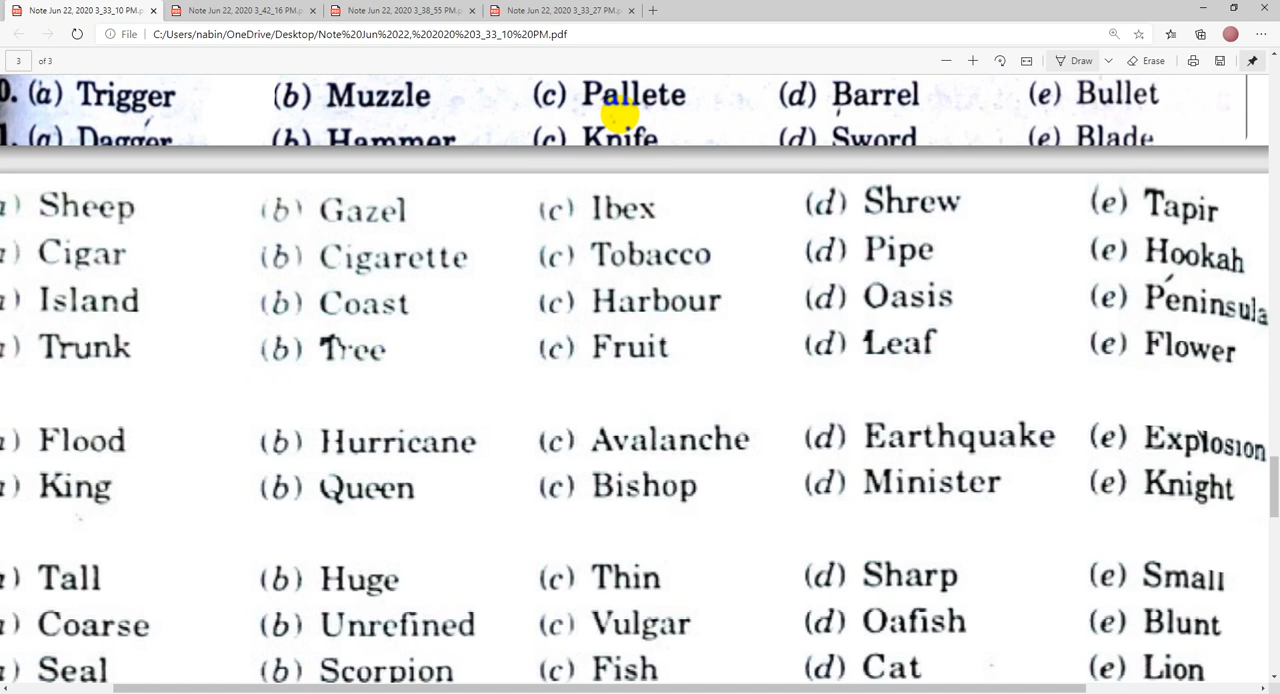 Note Jun 22, 2020 3_33_10 PM.p Note Jun 22, 2020 3_42_16 PM.p Note Jun 22, 2020 3_38_55 PM.p Note Jun 22, 2020 3_33_27 PM.p
File C:/Users/nabin/OneDrive/Desktop/Note%20Jun%2022,%202020%203_33_10%20PM.pdf
3 of 3 Draw Erase
0. (a) Trigger (b) Muzzle (c) Pallete (d) Barrel (e) Bullet
1. (a) Dagger (b) Hammer (c) Knife (d) Sword (e) Blade
a) Sheep (b) Gazel (c) Ibex (d) Shrew (e) Tapir
a) Cigar (b) Cigarette (c) Tobacco (d) Pipe (e) Hookah
a) Island (b) Coast (c) Harbour (d) Oasis (e) Peninsula
a) Trunk (b) Tree (c) Fruit (d) Leaf (e) Flower
a) Flood (b) Hurricane (c) Avalanche (d) Earthquake (e) Explosion
a) King (b) Queen (c) Bishop (d) Minister (e) Knight
a) Tall (b) Huge (c) Thin (d) Sharp (e) Small
a) Coarse (b) Unrefined (c) Vulgar (d) Oafish (e) Blunt
a) Seal (b) Scorpion (c) Fish (d) Cat (e) Lion